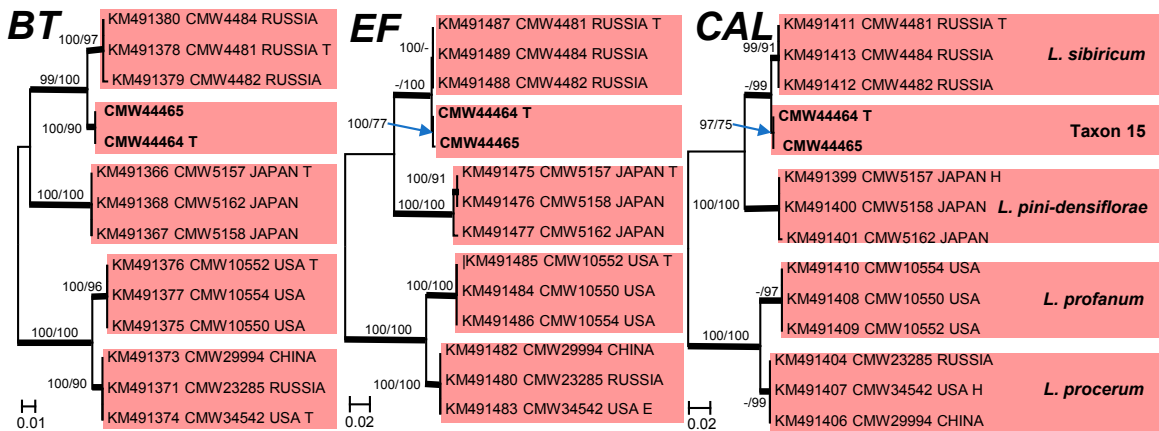 BT
100/97
KM491380 CMW4484 RUSSIA
KM491378 CMW4481 RUSSIA T
KM491379 CMW4482 RUSSIA
99/100
CMW44465
100/90
CMW44464 T
KM491366 CMW5157 JAPAN T
KM491368 CMW5162 JAPAN
100/100
KM491367 CMW5158 JAPAN
KM491376 CMW10552 USA T
100/96
KM491377 CMW10554 USA
KM491375 CMW10550 USA
100/100
KM491373 CMW29994 CHINA
100/90
KM491371 CMW23285 RUSSIA
KM491374 CMW34542 USA T
0.01
EF
KM491487 CMW4481 RUSSIA T
100/-
KM491489 CMW4484 RUSSIA
KM491488 CMW4482 RUSSIA
-/100
CMW44464 T
100/77
CMW44465
KM491475 CMW5157 JAPAN T
100/91
KM491476 CMW5158 JAPAN
100/100
KM491477 CMW5162 JAPAN
KM491485 CMW10552 USA T
100/100
KM491484 CMW10550 USA
KM491486 CMW10554 USA
100/100
KM491482 CMW29994 CHINA
KM491480 CMW23285 RUSSIA
100/100
KM491483 CMW34542 USA E
0.02
CAL
KM491411 CMW4481 RUSSIA T
99/91
KM491413 CMW4484 RUSSIA
L. sibiricum
KM491412 CMW4482 RUSSIA
-/99
CMW44464 T
97/75
Taxon 15
CMW44465
KM491399 CMW5157 JAPAN H
KM491400 CMW5158 JAPAN
L. pini-densiflorae
100/100
KM491401 CMW5162 JAPAN
KM491410 CMW10554 USA
-/97
KM491408 CMW10550 USA
L. profanum
KM491409 CMW10552 USA
100/100
KM491404 CMW23285 RUSSIA
KM491407 CMW34542 USA H
L. procerum
-/99
KM491406 CMW29994 CHINA
0.02